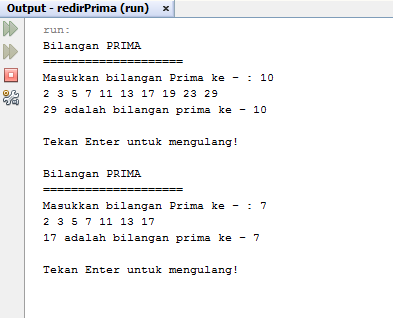 Output - redirPrima (run) ×
run:
Bilangan PRIMA
====================
Masukkan bilangan Prima ke - : 10
2 3 5 7 11 13 17 19 23 29
29 adalah bilangan prima ke - 10
Tekan Enter untuk mengulang!
Bilangan PRIMA
====================
Masukkan bilangan Prima ke - : 7
2 3 5 7 11 13 17
17 adalah bilangan prima ke - 7
Tekan Enter untuk mengulang!